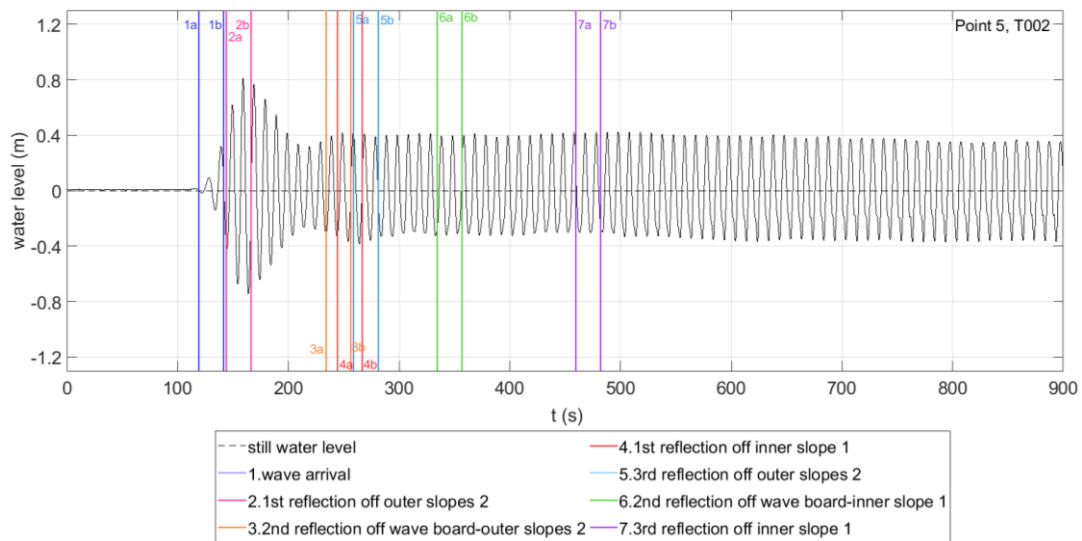 1.2
0.8
0.4
0
-0.4
-0.8
-1.2
water level (m)
1a
1b
2b
2a
5a
5b
6a
6b
7a
7b
Point 5, T002
3a
3b
4a
4b
0
100
200
300
400
500
600
700
800
900
t (s)
still water level
1.wave arrival
2.1st reflection off outer slopes 2
3.2nd reflection off wave board-outer slopes 2
4.1st reflection off inner slope 1
5.3rd reflection off outer slopes 2
6.2nd reflection off wave board-inner slope 1
7.3rd reflection off inner slope 1